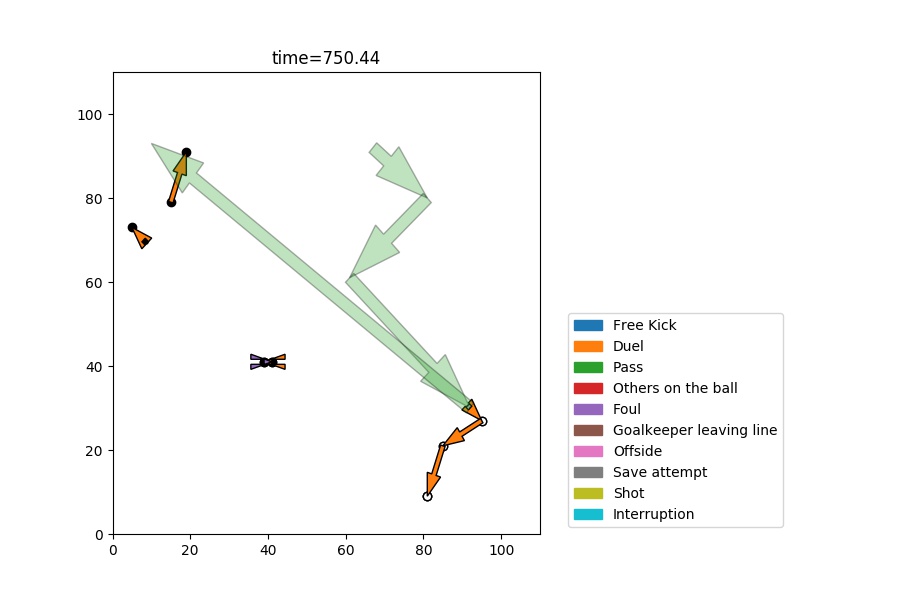 time=750.44
100
80
60
40
20
0
0 20 40 60 80 100
Free Kick
Duel
Pass
Others on the ball
Foul
Goalkeeper leaving line
Offside
Save attempt
Shot
Interruption